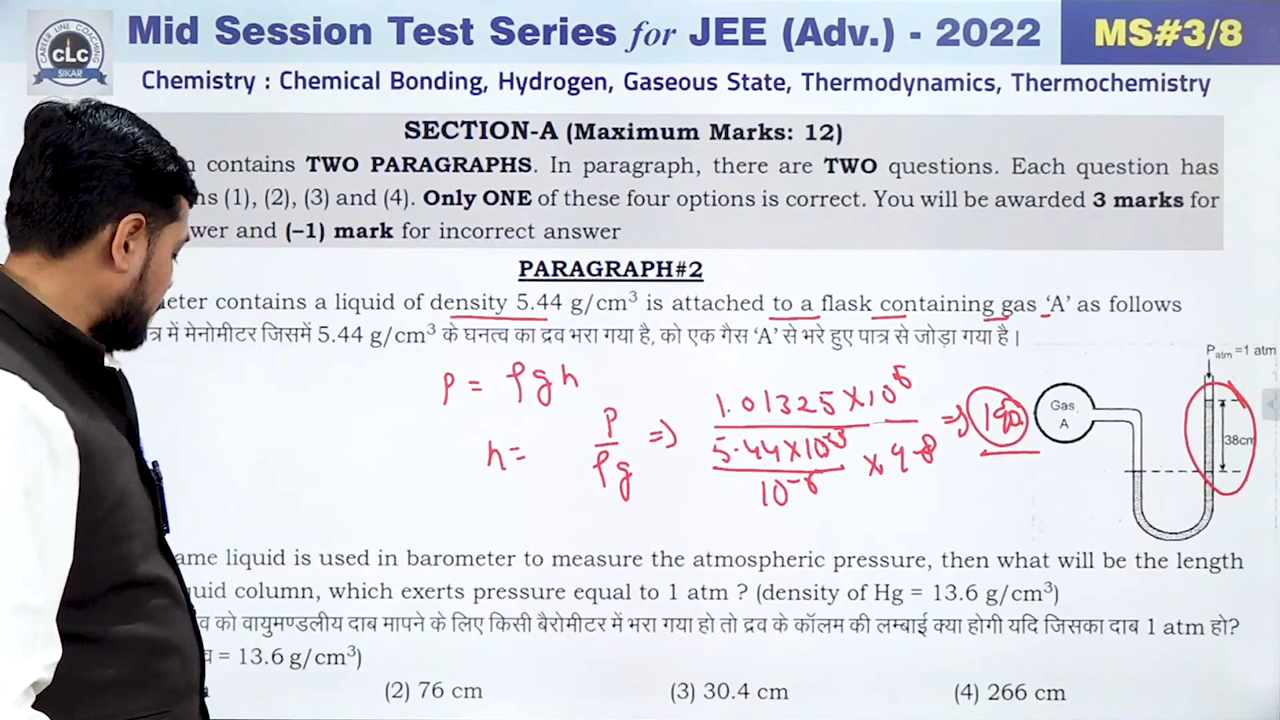 Mid Session Test Series for JEE (Adv.) - 2022
MS#3/8
CAREER LINE COACHING
CLC
SIKAR
Chemistry : Chemical Bonding, Hydrogen, Gaseous State, Thermodynamics, Thermochemistry
SECTION-A (Maximum Marks: 12)
contains TWO PARAGRAPHS. In paragraph, there are TWO questions. Each question has
(1), (2), (3) and (4). Only ONE of these four options is correct. You will be awarded 3 marks for
and (–1) mark for incorrect answer
PARAGRAPH#2
contains a liquid of density 5.44 g/cm³ is attached to a flask containing gas 'A' as follows
में मेनोमीटर जिसमें 5.44 g/cm³ के घनत्व का द्रव भरा गया है, को एक गैस 'A' से भरे हुए पात्र से जोड़ा गया है।
P = ρgh
h = P/ρg ⇒ 1.01325×10⁵ / 5.44×10⁻³/10⁻⁶ × 9.8 ⇒ 190
Patm=1 atm
Gas
A
38cm
liquid is used in barometer to measure the atmospheric pressure, then what will be the length
column, which exerts pressure equal to 1 atm ? (density of Hg = 13.6 g/cm³)
को वायुमण्डलीय दाब मापने के लिए किसी बैरोमीटर में भरा गया हो तो द्रव के कॉलम की लम्बाई क्या होगी यदि जिसका दाब 1 atm हो?
= 13.6 g/cm³)
(2) 76 cm (3) 30.4 cm (4) 266 cm